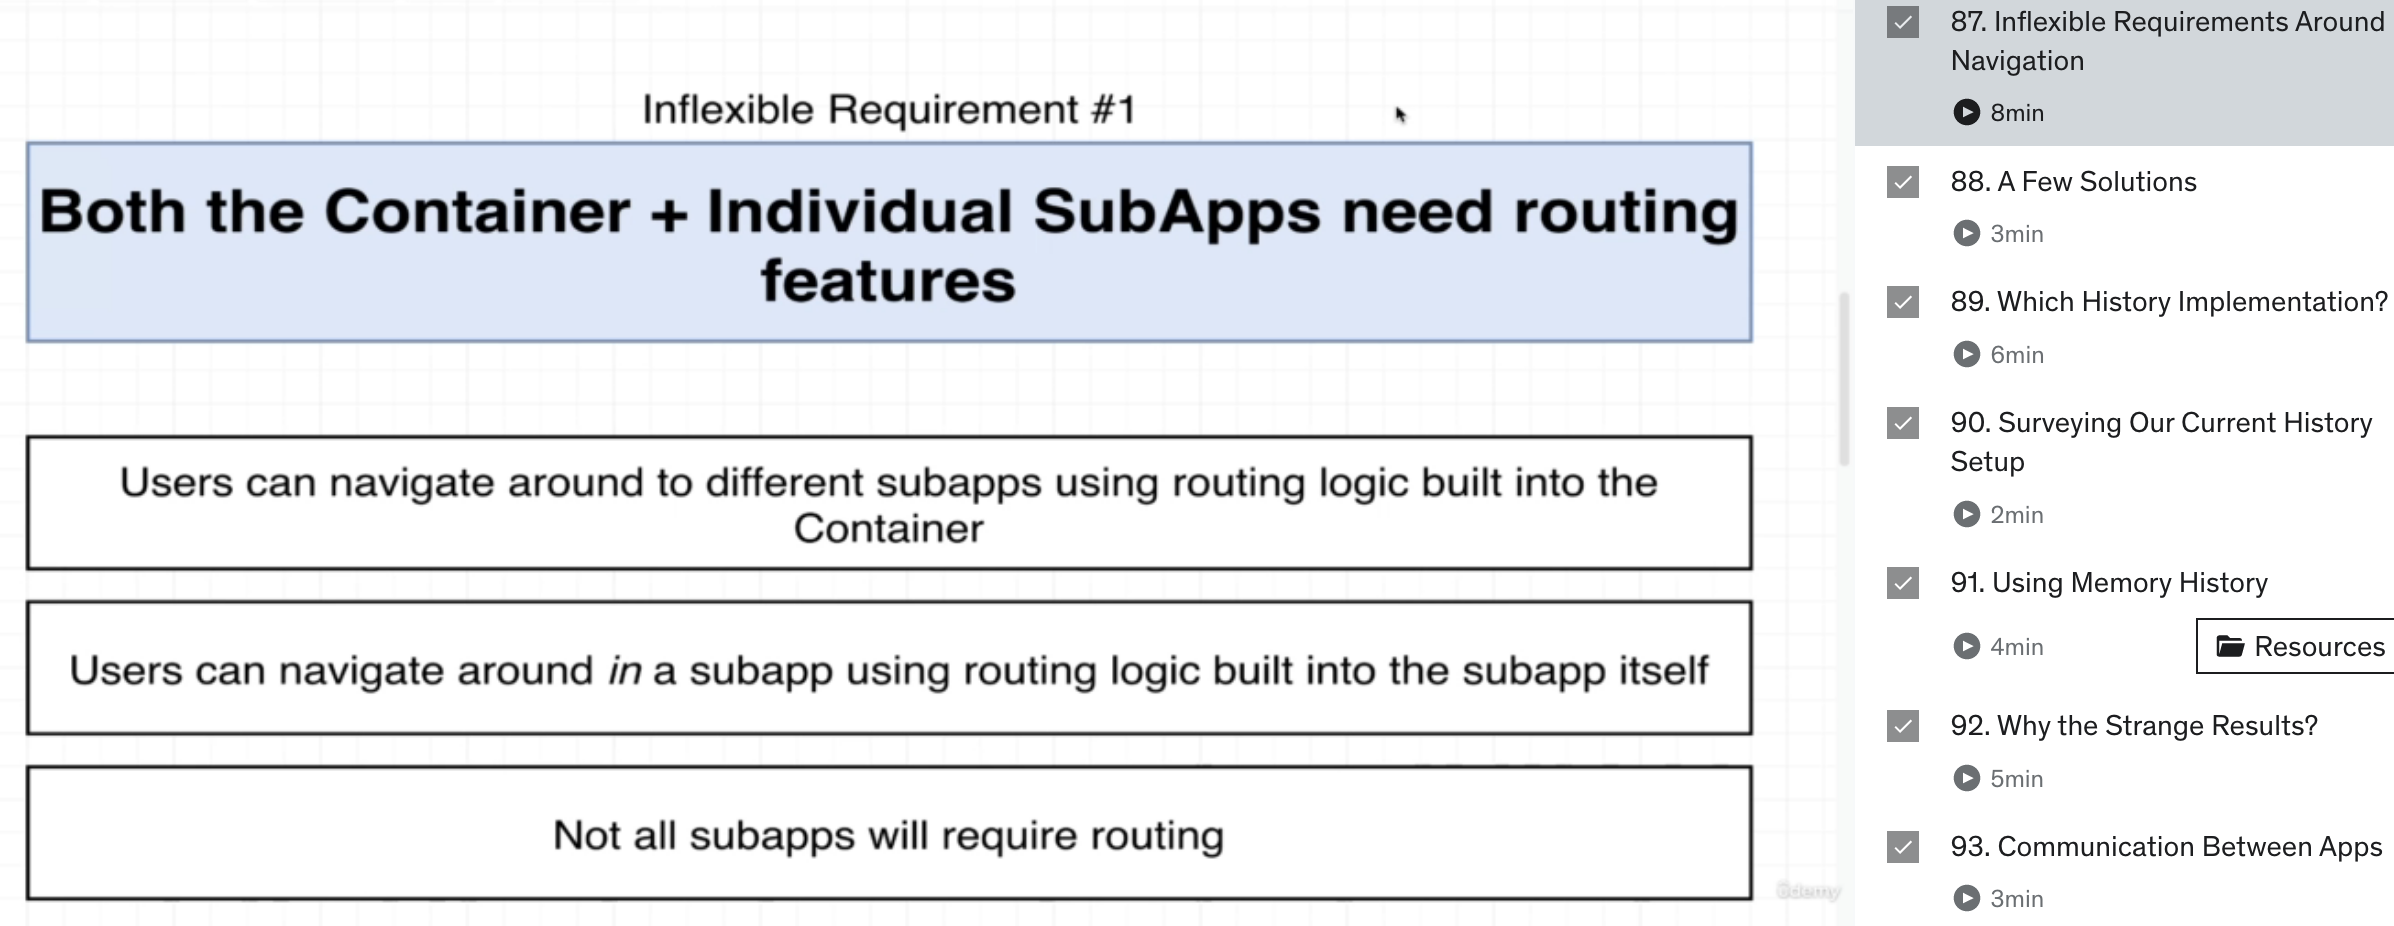 Inflexible Requirement #1
Both the Container + Individual SubApps need routing
features
Users can navigate around to different subapps using routing logic built into the
Container
Users can navigate around in a subapp using routing logic built into the subapp itself
Not all subapps will require routing
ûdemy
87. Inflexible Requirements Around
Navigation
8min
88. A Few Solutions
3min
89. Which History Implementation?
6min
90. Surveying Our Current History
Setup
2min
91. Using Memory History
4min
Resources
92. Why the Strange Results?
5min
93. Communication Between Apps
3min